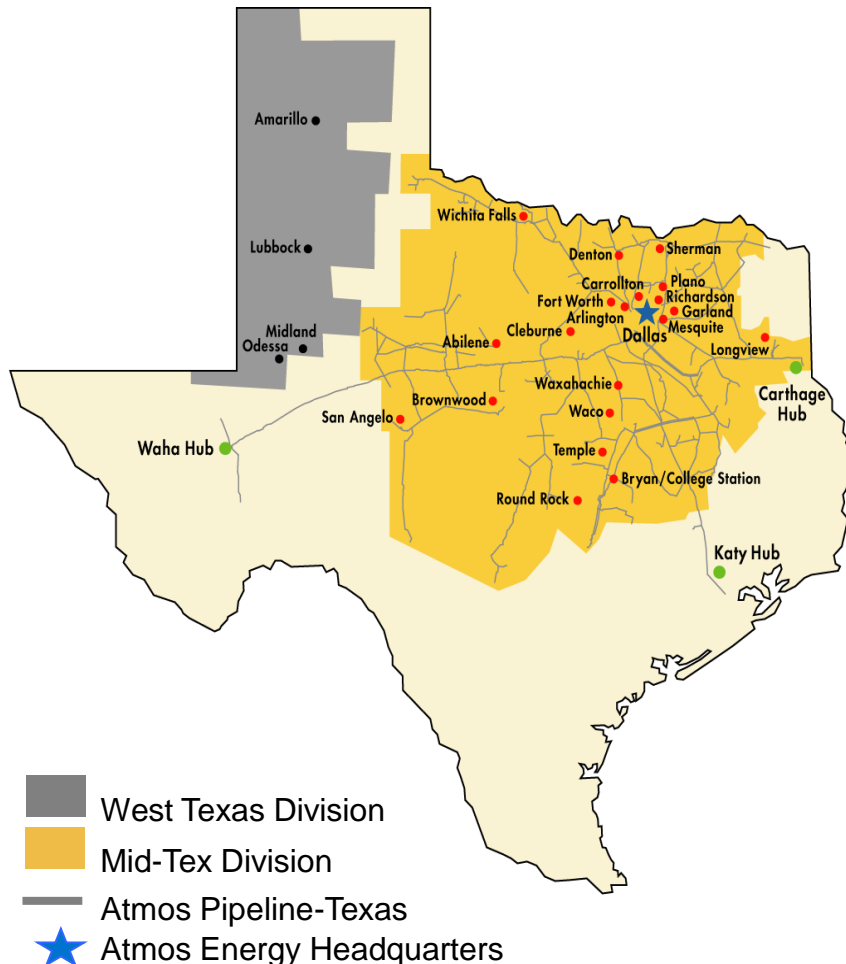 Amarillo
Wichita Falls
Lubbock
Denton
Sherman
Carrollton
Plano
Fort Worth
Richardson
Arlington
Garland
Cleburne
Mesquite
Dallas
Midland
Odessa
Abilene
Longview
Waxahachie
Carthage
Hub
Brownwood
San Angelo
Waco
Waha Hub
Temple
Bryan/College Station
Round Rock
Katy Hub
West Texas Division
Mid-Tex Division
Atmos Pipeline-Texas
Atmos Energy Headquarters